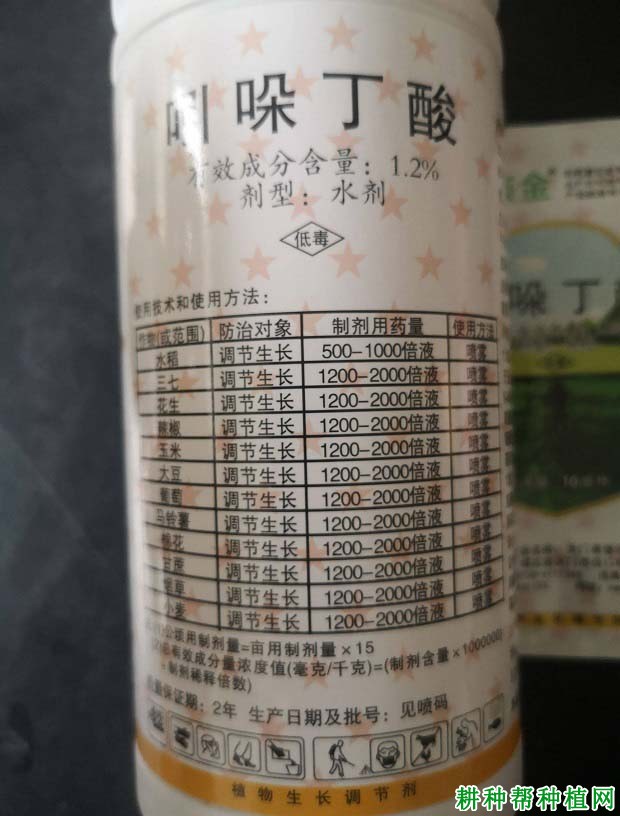 吲哚丁酸
有效成分含量：1.2%
剂型：水剂
低毒
使用技术和使用方法：
作物(或范围) 防治对象 制剂用药量 使用方法
水稻 调节生长 500-1000倍液 喷雾
三七 调节生长 1200-2000倍液 喷雾
花生 调节生长 1200-2000倍液 喷雾
辣椒 调节生长 1200-2000倍液 喷雾
玉米 调节生长 1200-2000倍液 喷雾
大豆 调节生长 1200-2000倍液 喷雾
葡萄 调节生长 1200-2000倍液 喷雾
马铃薯 调节生长 1200-2000倍液 喷雾
棉花 调节生长 1200-2000倍液 喷雾
甘蔗 调节生长 1200-2000倍液 喷雾
烟草 调节生长 1200-2000倍液 喷雾
小麦 调节生长 1200-2000倍液 喷雾
公顷用制剂量=亩用制剂量×15
有效成分量浓度值(毫克/千克)=(制剂含量×1000000)
÷制剂稀释倍数)
质量保证期：2年 生产日期及批号：见喷码
植物生长调节剂
金®
哚丁
耕种帮种植网
www.gengzhongbang.com